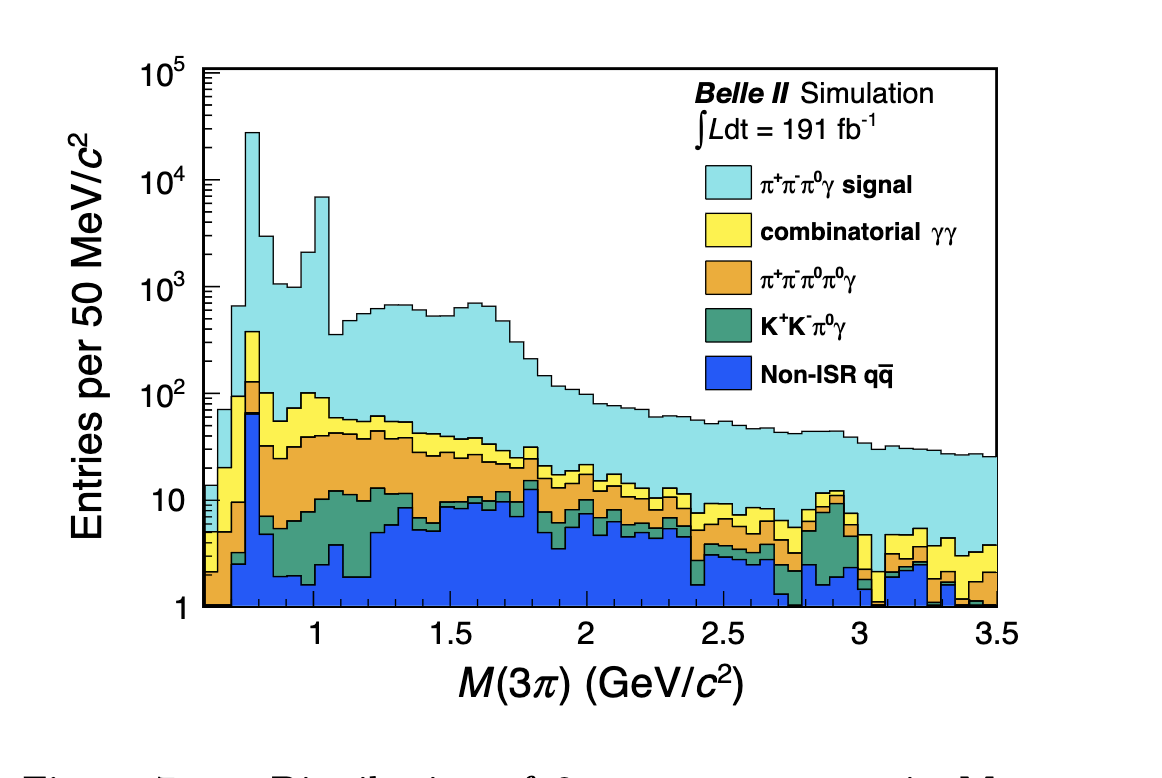 Entries per 50 MeV/c²
10⁵
10⁴
10³
10²
10
1
Belle II Simulation
∫Ldt = 191 fb⁻¹
π⁺π⁻π⁰γ signal
combinatorial γγ
π⁺π⁻π⁰π⁰γ
K⁺K⁻π⁰γ
Non-ISR qq̅
1 1.5 2 2.5 3 3.5
M(3π) (GeV/c²)